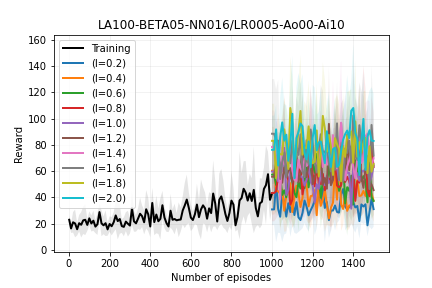 LA100-BETA05-NN016/LR0005-Ao00-Ai10
160
140
120
100
80
60
40
20
0
Reward
Training
(l=0.2)
(l=0.4)
(l=0.6)
(l=0.8)
(l=1.0)
(l=1.2)
(l=1.4)
(l=1.6)
(l=1.8)
(l=2.0)
0 200 400 600 800 1000 1200 1400
Number of episodes